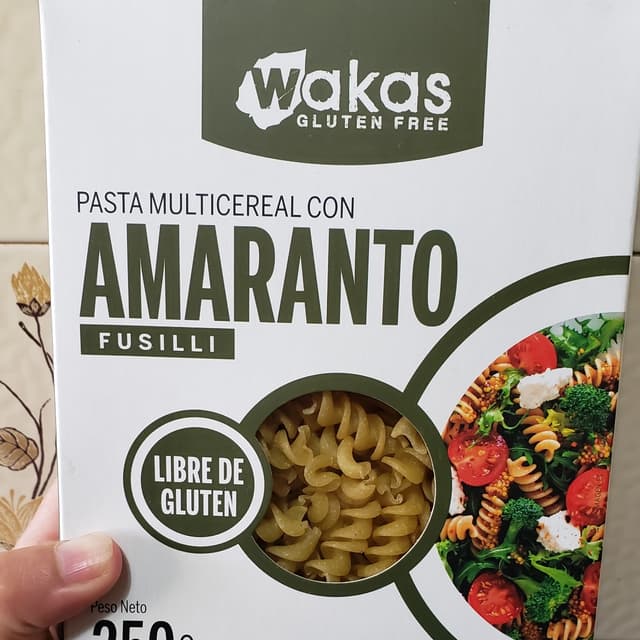 wakas
GLUTEN FREE
PASTA MULTICEREAL CON
AMARANTO
FUSILLI
LIBRE DE
GLUTEN
Peso Neto